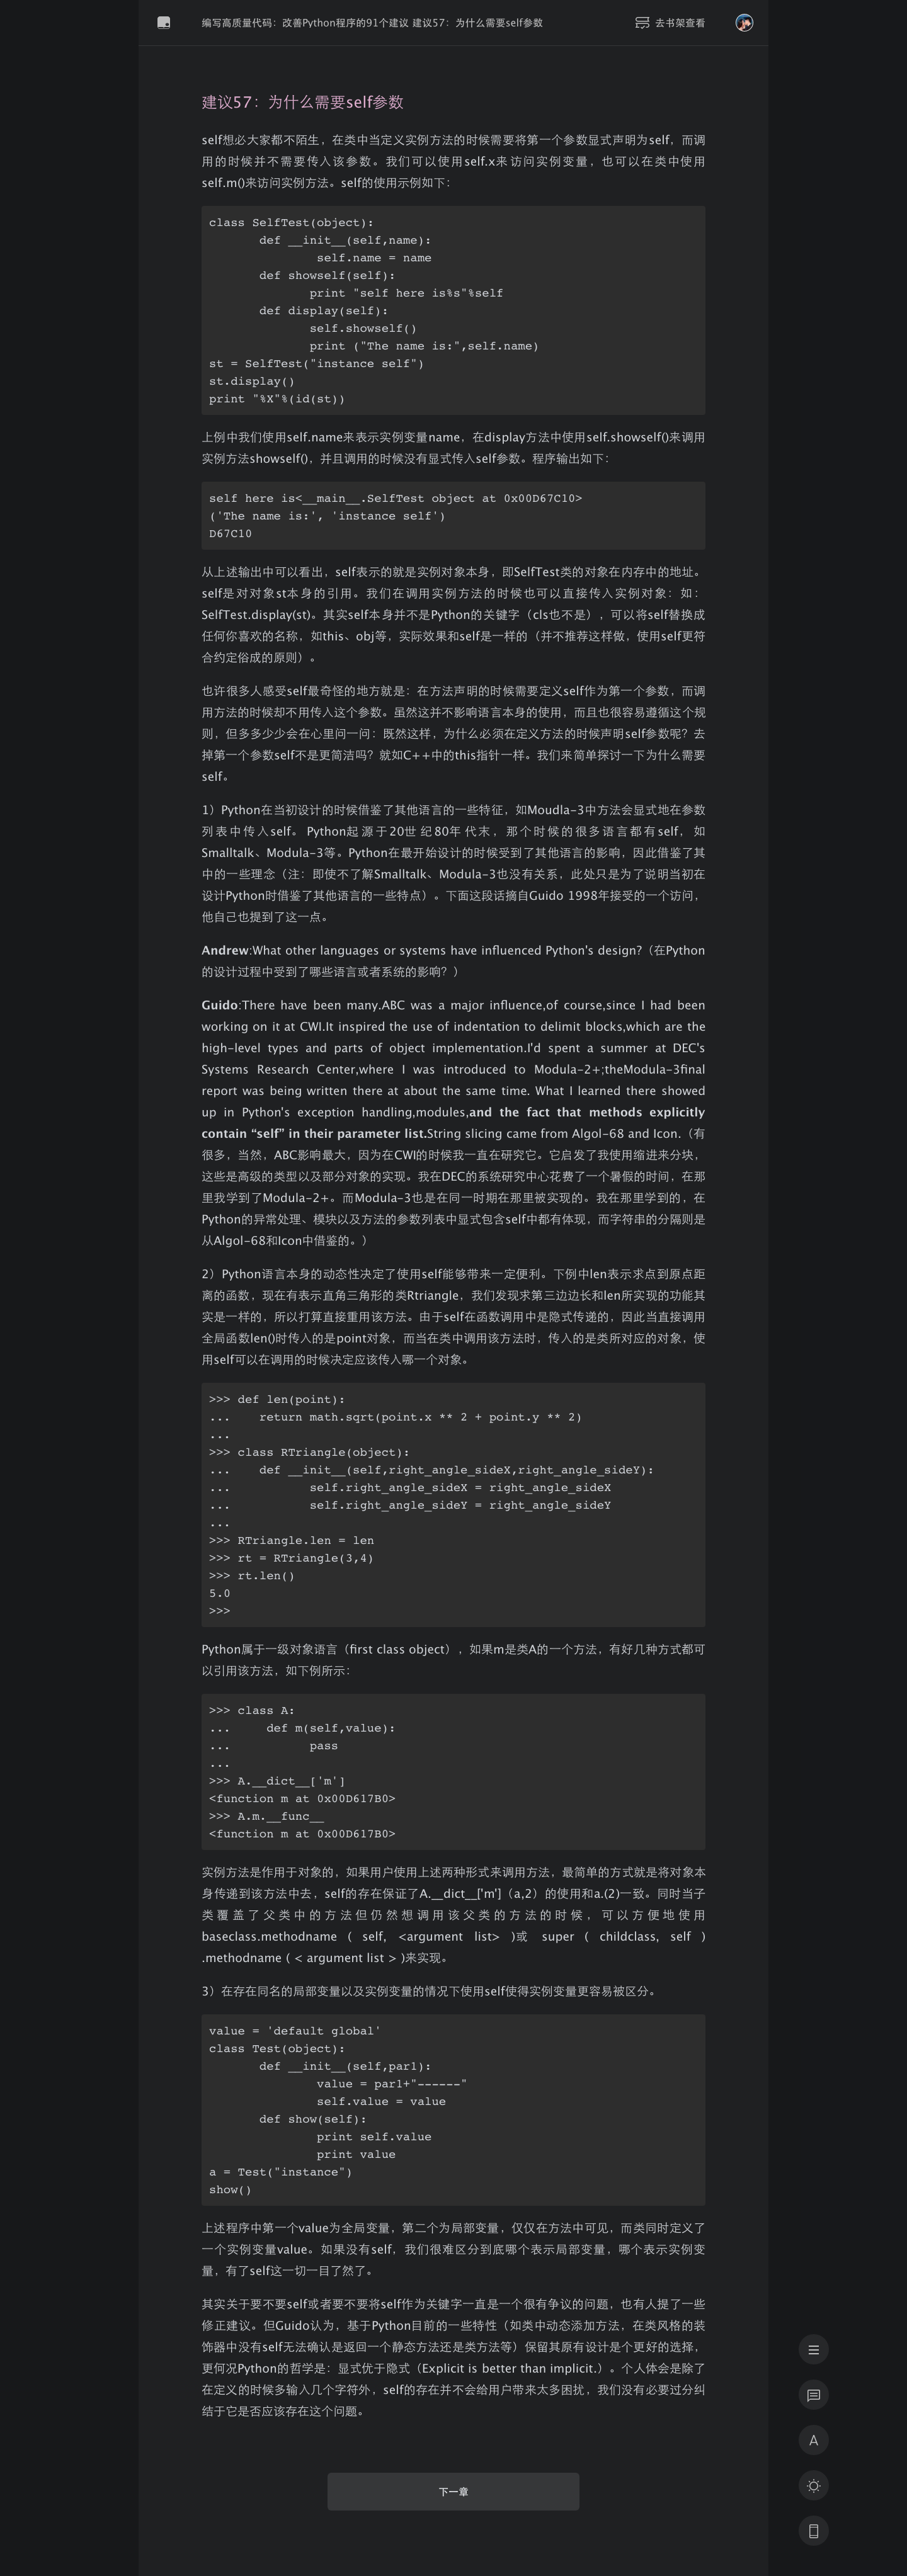 编写高质量代码：改善Python程序的91个建议 建议57：为什么需要self参数
去书架查看
建议57：为什么需要self参数
self想必大家都不陌生，在类中当定义实例方法的时候需要将第一个参数显式声明为self，而调
用的时候并不需要传入该参数。我们可以使用self.x来访问实例变量，也可以在类中使用
self.m()来访问实例方法。self的使用示例如下：
class SelfTest(object):
       def __init__(self,name):
               self.name = name
       def showself(self):
              print "self here is%s"%self
       def display(self):
              self.showself()
              print ("The name is:",self.name)
st = SelfTest("instance self")
st.display()
print "%X"%(id(st))
上例中我们使用self.name来表示实例变量name，在display方法中使用self.showself()来调用
实例方法showself()，并且调用的时候没有显式传入self参数。程序输出如下：
self here is<__main__.SelfTest object at 0x00D67C10>
('The name is:', 'instance self')
D67C10
从上述输出中可以看出，self表示的就是实例对象本身，即SelfTest类的对象在内存中的地址。
self是对对象st本身的引用。我们在调用实例方法的时候也可以直接传入实例对象：如：
SelfTest.display(st)。其实self本身并不是Python的关键字（cls也不是），可以将self替换成
任何你喜欢的名称，如this、obj等，实际效果和self是一样的（并不推荐这样做，使用self更符
合约定俗成的原则）。
也许很多人感受self最奇怪的地方就是：在方法声明的时候需要定义self作为第一个参数，而调
用方法的时候却不用传入这个参数。虽然这并不影响语言本身的使用，而且也很容易遵循这个规
则，但多多少少会在心里问一问：既然这样，为什么必须在定义方法的时候声明self参数呢？去
掉第一个参数self不是更简洁吗？就如C++中的this指针一样。我们来简单探讨一下为什么需要
self。
1）Python在当初设计的时候借鉴了其他语言的一些特征，如Moudla-3中方法会显式地在参数
列表中传入self。Python起源于20世纪80年代末，那个时候的很多语言都有self，如
Smalltalk、Modula-3等。Python在最开始设计的时候受到了其他语言的影响，因此借鉴了其
中的一些理念（注：即使不了解Smalltalk、Modula-3也没有关系，此处只是为了说明当初在
设计Python时借鉴了其他语言的一些特点）。下面这段话摘自Guido 1998年接受的一个访问，
他自己也提到了这一点。
Andrew:What other languages or systems have influenced Python's design?（在Python
的设计过程中受到了哪些语言或者系统的影响？）
Guido:There have been many.ABC was a major influence,of course,since I had been
working on it at CWI.It inspired the use of indentation to delimit blocks,which are the
high-level types and parts of object implementation.I'd spent a summer at DEC's
Systems Research Center,where I was introduced to Modula-2+;theModula-3final
report was being written there at about the same time. What I learned there showed
up in Python's exception handling,modules,and the fact that methods explicitly
contain “self” in their parameter list.String slicing came from Algol-68 and Icon.（有
很多，当然，ABC影响最大，因为在CWI的时候我一直在研究它。它启发了我使用缩进来分块，
这些是高级的类型以及部分对象的实现。我在DEC的系统研究中心花费了一个暑假的时间，在那
里我学到了Modula-2+。而Modula-3也是在同一时期在那里被实现的。我在那里学到的，在
Python的异常处理、模块以及方法的参数列表中显式包含self中都有体现，而字符串的分隔则是
从Algol-68和Icon中借鉴的。）
2）Python语言本身的动态性决定了使用self能够带来一定便利。下例中len表示求点到原点距
离的函数，现在有表示直角三角形的类Rtriangle，我们发现求第三边边长和len所实现的功能其
实是一样的，所以打算直接重用该方法。由于self在函数调用中是隐式传递的，因此当直接调用
全局函数len()时传入的是point对象，而当在类中调用该方法时，传入的是类所对应的对象，使
用self可以在调用的时候决定应该传入哪一个对象。
>>> def len(point):
...    return math.sqrt(point.x ** 2 + point.y ** 2)
...
>>> class RTriangle(object):
...    def __init__(self,right_angle_sideX,right_angle_sideY):
...           self.right_angle_sideX = right_angle_sideX
...           self.right_angle_sideY = right_angle_sideY
...
>>> RTriangle.len = len
>>> rt = RTriangle(3,4)
>>> rt.len()
5.0
>>>
Python属于一级对象语言（first class object），如果m是类A的一个方法，有好几种方式都可
以引用该方法，如下例所示：
>>> class A:
...     def m(self,value):
...           pass
...
>>> A.__dict__['m']
<function m at 0x00D617B0>
>>> A.m.__func__
<function m at 0x00D617B0>
实例方法是作用于对象的，如果用户使用上述两种形式来调用方法，最简单的方式就是将对象本
身传递到该方法中去，self的存在保证了A.__dict__['m']（a,2）的使用和a.(2)一致。同时当子
类覆盖了父类中的方法但仍然想调用该父类的方法的时候，可以方便地使用
baseclass.methodname ( self, <argument list> )或 super ( childclass, self )
.methodname ( < argument list > )来实现。
3）在存在同名的局部变量以及实例变量的情况下使用self使得实例变量更容易被区分。
value = 'default global'
class Test(object):
       def __init__(self,par1):
               value = par1+"------"
               self.value = value
       def show(self):
               print self.value
               print value
a = Test("instance")
show()
上述程序中第一个value为全局变量，第二个为局部变量，仅仅在方法中可见，而类同时定义了
一个实例变量value。如果没有self，我们很难区分到底哪个表示局部变量，哪个表示实例变
量，有了self这一切一目了然了。
其实关于要不要self或者要不要将self作为关键字一直是一个很有争议的问题，也有人提了一些
修正建议。但Guido认为，基于Python目前的一些特性（如类中动态添加方法，在类风格的装
饰器中没有self无法确认是返回一个静态方法还是类方法等）保留其原有设计是个更好的选择，
更何况Python的哲学是：显式优于隐式（Explicit is better than implicit.）。个人体会是除了
在定义的时候多输入几个字符外，self的存在并不会给用户带来太多困扰，我们没有必要过分纠
结于它是否应该存在这个问题。
下一章
A